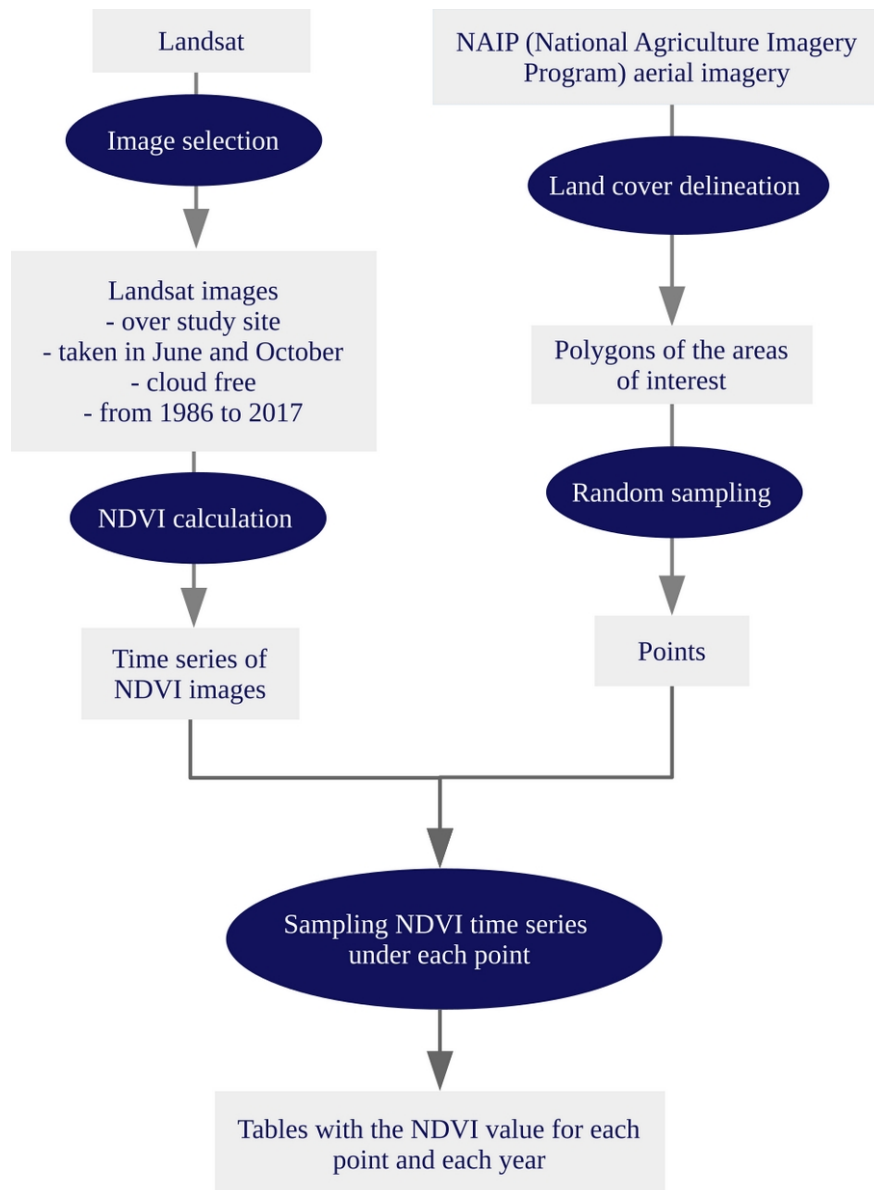 Landsat
Image selection
Landsat images
- over study site
- taken in June and October
- cloud free
- from 1986 to 2017
NDVI calculation
Time series of
NDVI images
NAIP (National Agriculture Imagery
Program) aerial imagery
Land cover delineation
Polygons of the areas
of interest
Random sampling
Points
Sampling NDVI time series
under each point
Tables with the NDVI value for each
point and each year